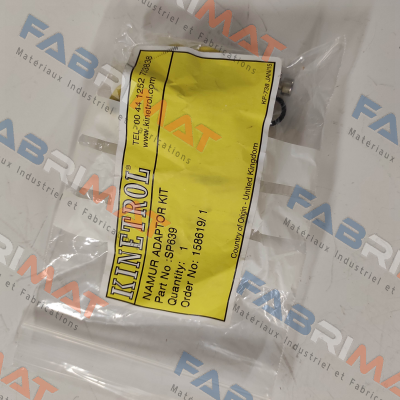 KINETROL®
NAMUR ADAPTOR KIT
Part No :SP639
Quantity: 1
Order No: 158619/1
TEL: 00 44 1252 733838
www.kinetrol.com
Country of Origin - United Kingdom
FABRIMAT
Materiaux Industriel et Fabrications